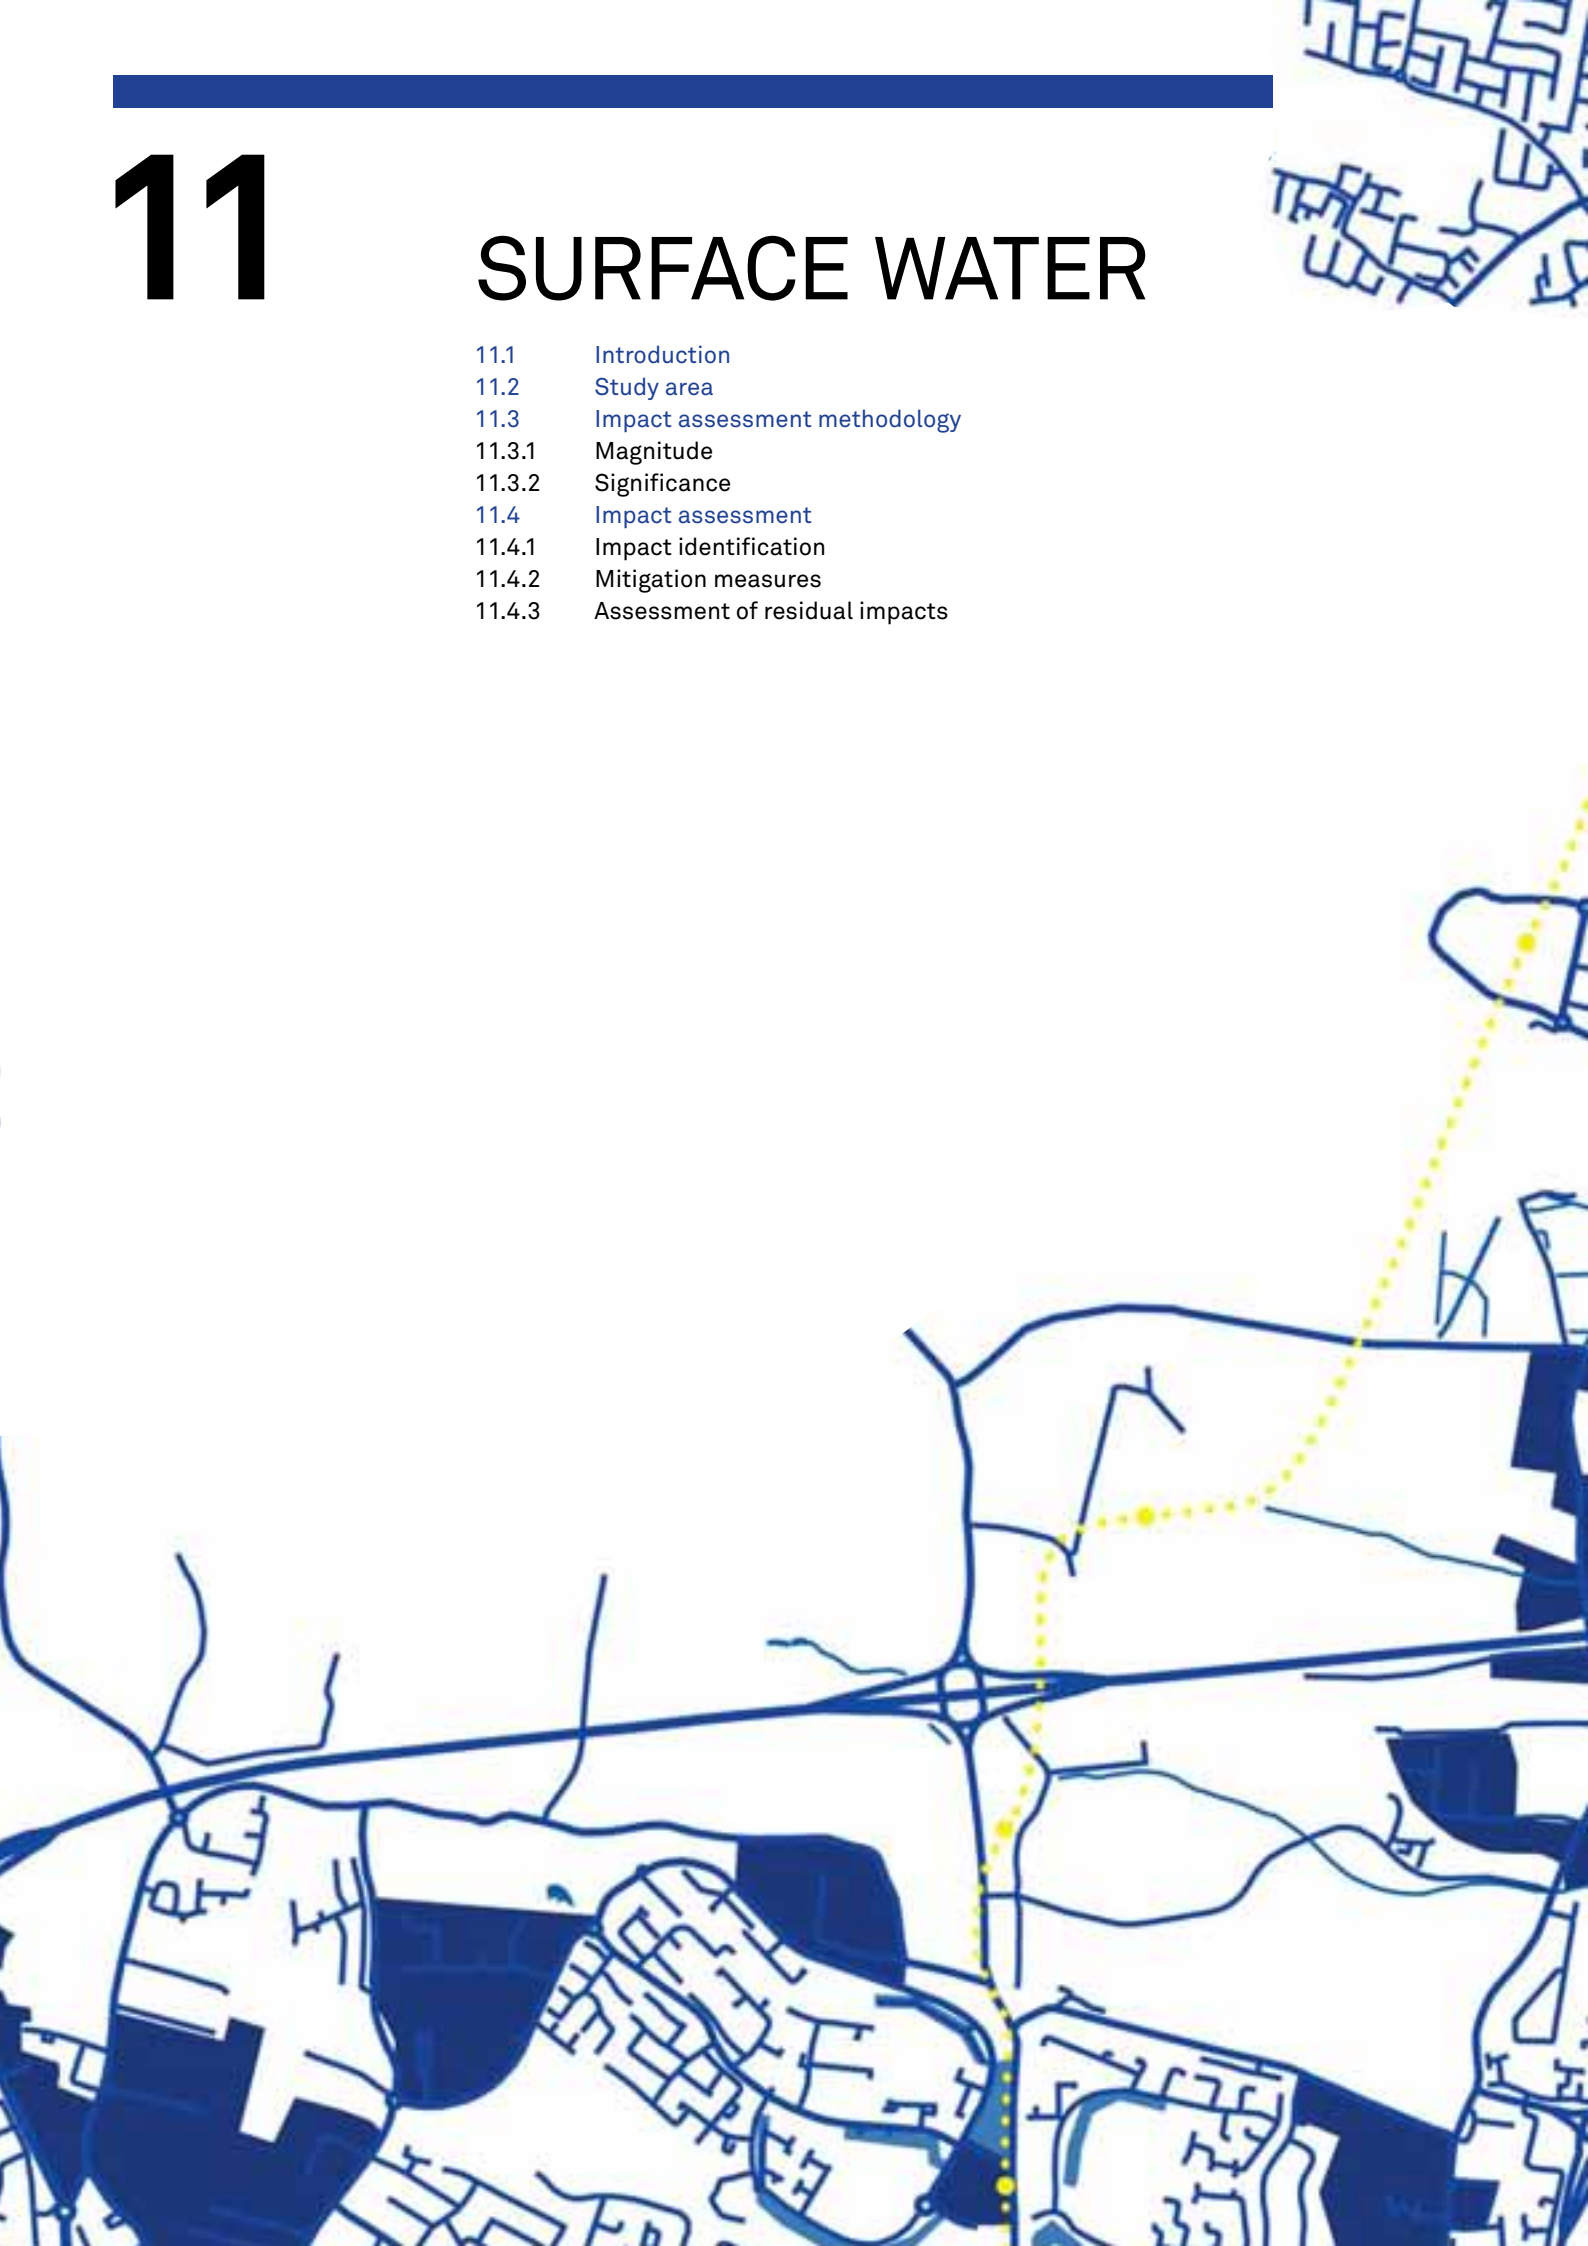 11
SURFACE WATER
11.1 Introduction
11.2 Study area
11.3 Impact assessment methodology
11.3.1 Magnitude
11.3.2 Significance
11.4 Impact assessment
11.4.1 Impact identification
11.4.2 Mitigation measures
11.4.3 Assessment of residual impacts